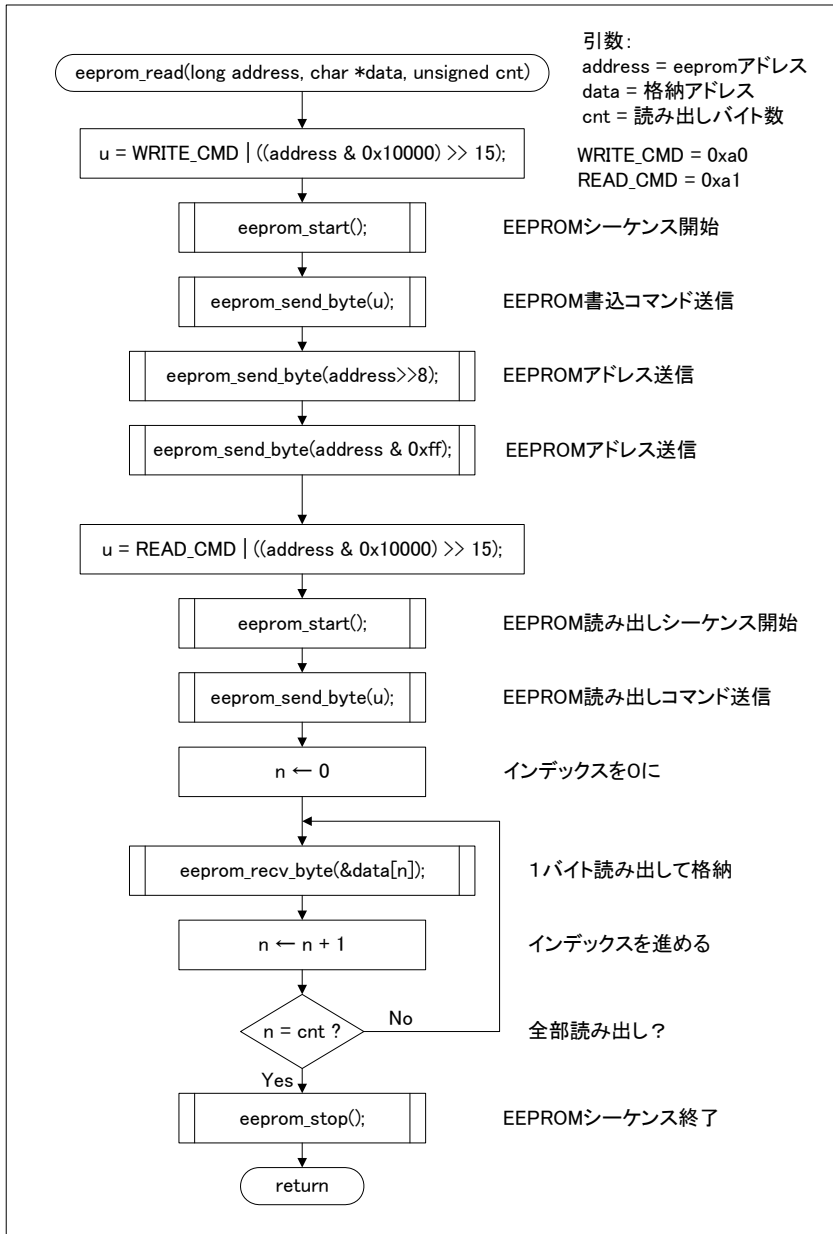 eeprom_read(long address, char *data, unsigned cnt)
引数:
address = eepromアドレス
data = 格納アドレス
cnt = 読み出しバイト数
WRITE_CMD = 0xa0
READ_CMD = 0xa1
u = WRITE_CMD | ((address & 0x10000) >> 15);
eeprom_start();
EEPROMシーケンス開始
eeprom_send_byte(u);
EEPROM書込コマンド送信
eeprom_send_byte(address>>8);
EEPROMアドレス送信
eeprom_send_byte(address & 0xff);
EEPROMアドレス送信
u = READ_CMD | ((address & 0x10000) >> 15);
eeprom_start();
EEPROM読み出しシーケンス開始
eeprom_send_byte(u);
EEPROM読み出しコマンド送信
n ← 0
インデックスを0に
eeprom_recv_byte(&data[n]);
1バイト読み出して格納
n ← n + 1
インデックスを進める
n = cnt ?
No
全部読み出し?
Yes
eeprom_stop();
EEPROMシーケンス終了
return